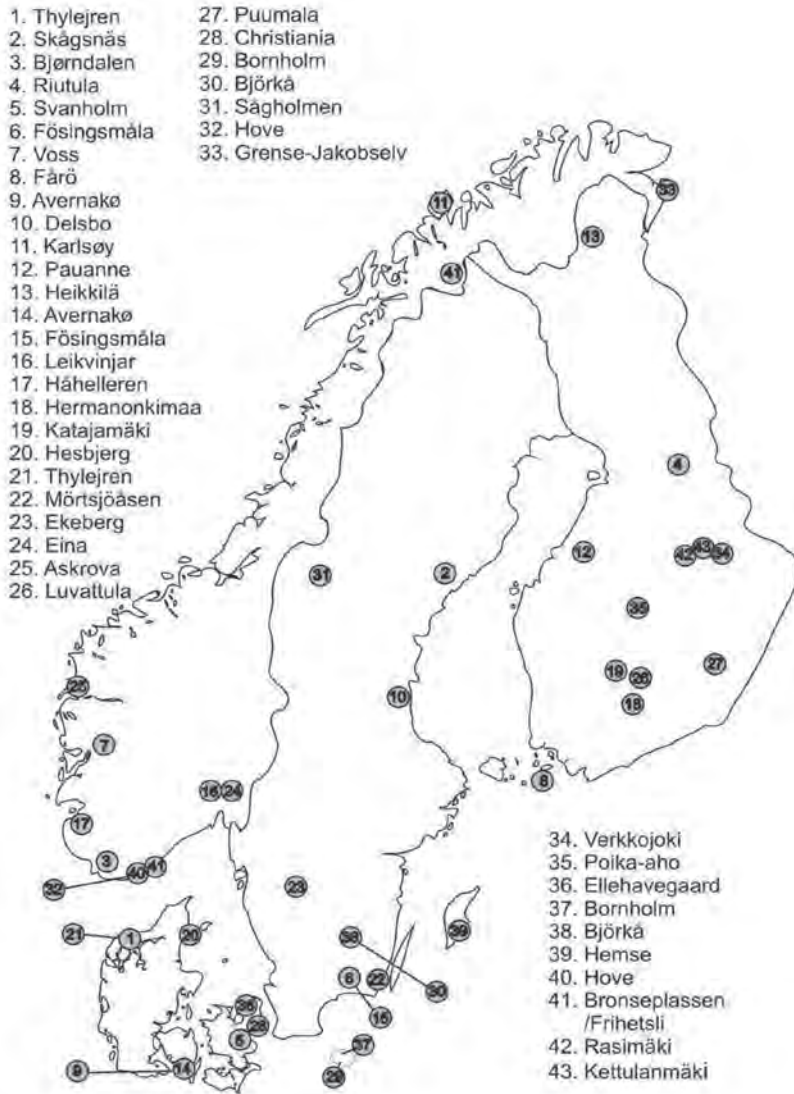 1. Thylejren
2. Skågsnäs
3. Bjørndalen
4. Riutula
5. Svanholm
6. Fösingsmåla
7. Voss
8. Fårö
9. Avernakø
10. Delsbo
11. Karlsøy
12. Pauanne
13. Heikkilä
14. Avernakø
15. Fösingsmåla
16. Leikvinjar
17. Håhelleren
18. Hermanonkimaa
19. Katajamäki
20. Hesbjerg
21. Thylejren
22. Mörtsjöåsen
23. Ekeberg
24. Eina
25. Askrova
26. Luvattula
27. Puumala
28. Christiania
29. Bornholm
30. Björkå
31. Sågholmen
32. Hove
33. Grense-Jakobselv
11
33
13
41
4
31
2
12
42
43
34
35
25
10
19
26
27
18
7
16
24
8
17
3
40
41
32
23
21
1
20
38
39
6
22
30
36
28
15
5
37
9
14
29
34. Verkkojoki
35. Poika-aho
36. Ellehavegaard
37. Bornholm
38. Björkå
39. Hemse
40. Hove
41. Bronseplassen
/Frihetsli
42. Rasimäki
43. Kettulanmäki